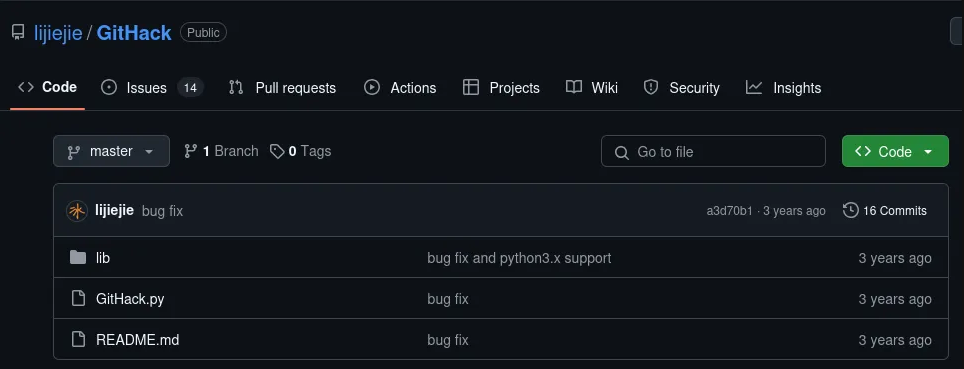 lijiejie / GitHack Public
Code Issues 14 Pull requests Actions Projects Wiki Security Insights
master 1 Branch 0 Tags Go to file Code
lijiejie bug fix a3d70b1 · 3 years ago 16 Commits
lib bug fix and python3.x support 3 years ago
GitHack.py bug fix 3 years ago
README.md bug fix 3 years ago